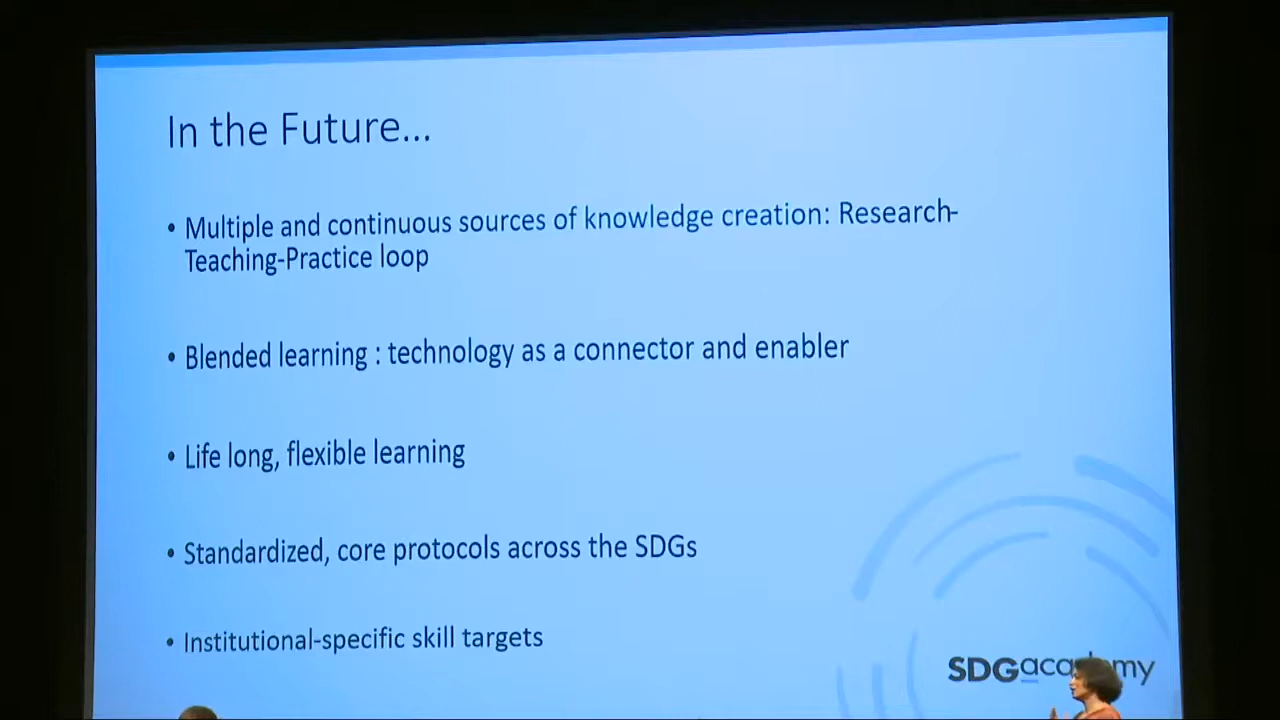 In the Future...
• Multiple and continuous sources of knowledge creation: Research-
Teaching-Practice loop
• Blended learning : technology as a connector and enabler
• Life long, flexible learning
• Standardized, core protocols across the SDGs
• Institutional-specific skill targets
SDGacademy